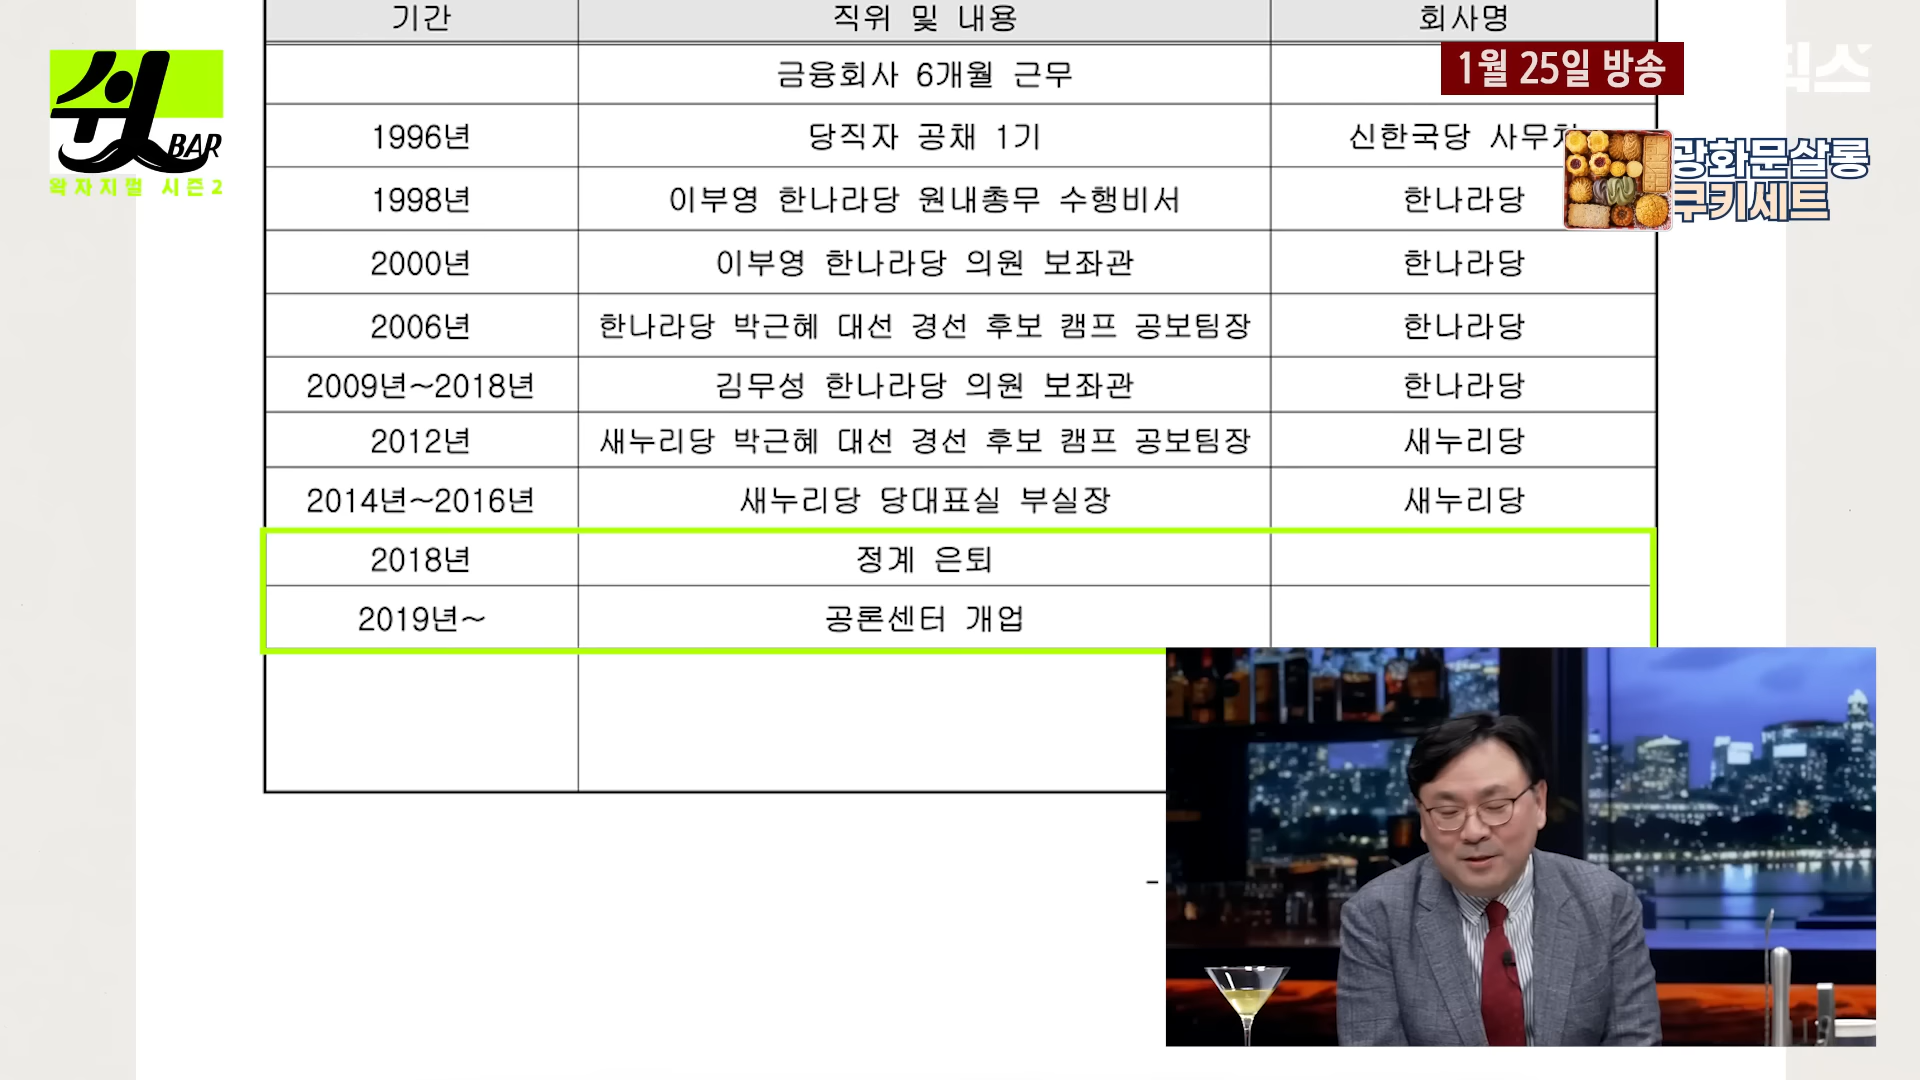 기간 직위 및 내용 회사명
금융회사 6개월 근무
1996년 당직자 공채 1기 신한국당 사무처
1998년 이부영 한나라당 원내총무 수행비서 한나라당
2000년 이부영 한나라당 의원 보좌관 한나라당
2006년 한나라당 박근혜 대선 경선 후보 캠프 공보팀장 한나라당
2009년~2018년 김무성 한나라당 의원 보좌관 한나라당
2012년 새누리당 박근혜 대선 경선 후보 캠프 공보팀장 새누리당
2014년~2016년 새누리당 당대표실 부실장 새누리당
2018년 정계 은퇴
2019년~ 공론센터 개업
쉿
BAR
왁자지껄 시즌2
1월 25일 방송
광화문살롱
쿠키세트